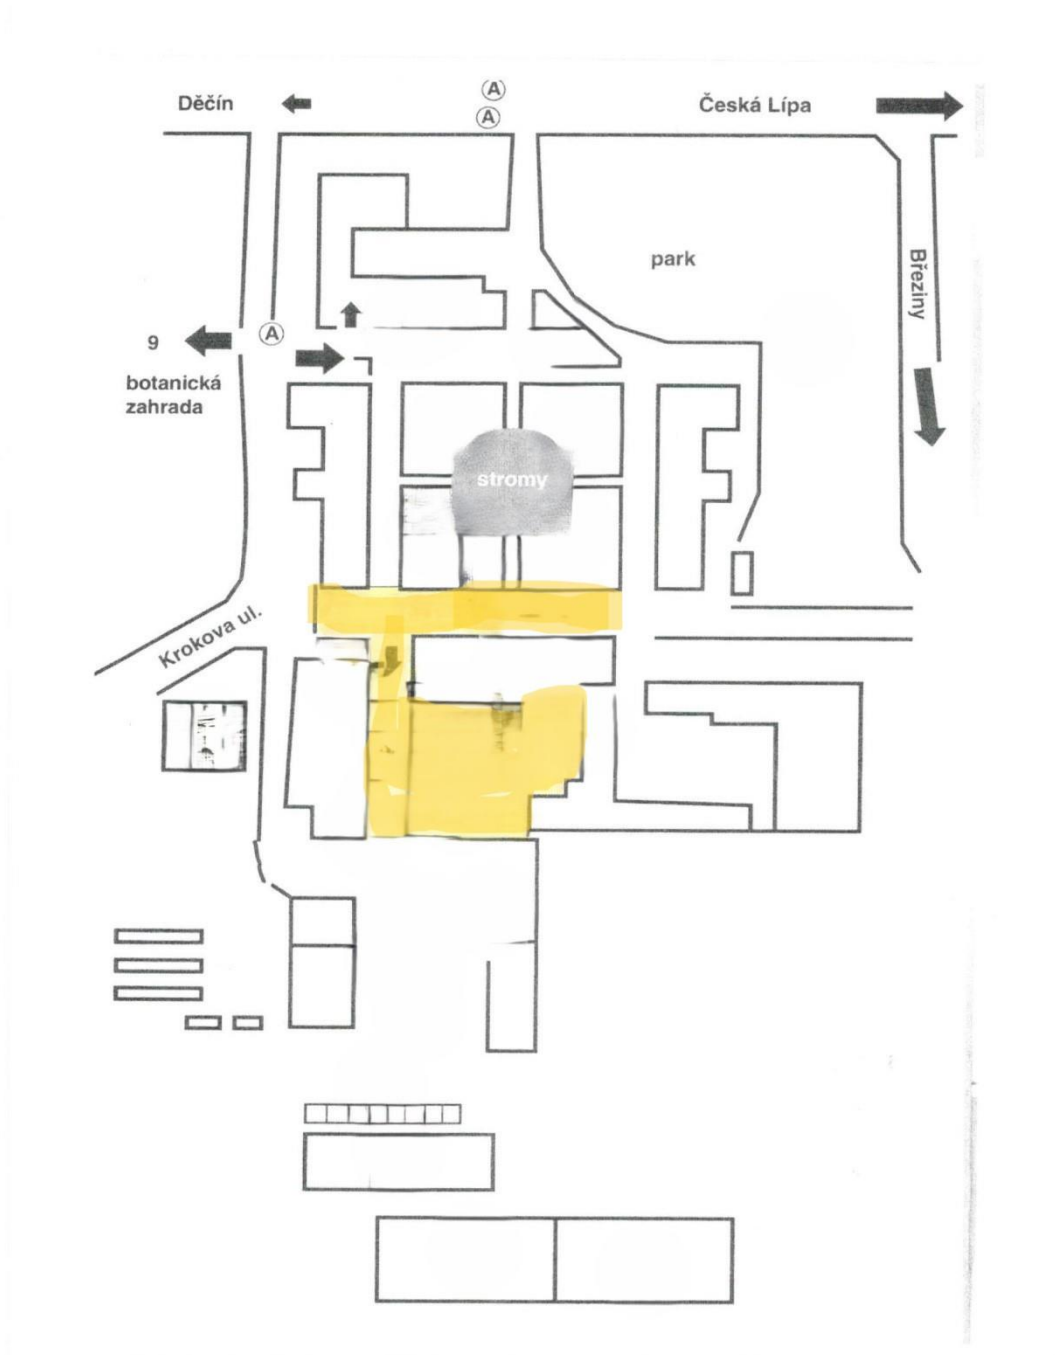 Děčín
A
A
Česká Lípa
park
Březiny
A
9
botanická
zahrada
stromy
Krokova ul.